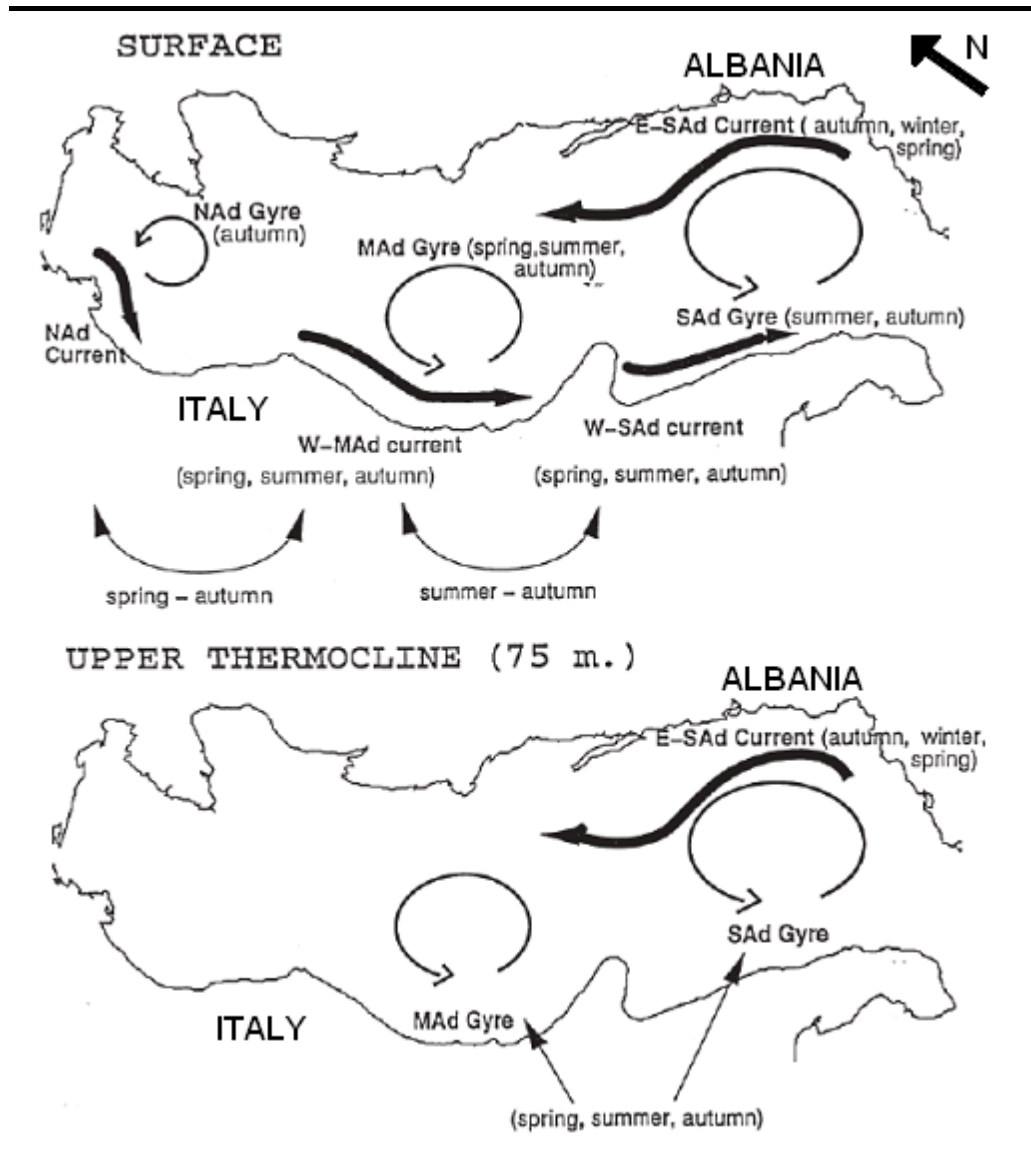 SURFACE
N
ALBANIA
E-SAd Current ( autumn, winter,
spring)
NAd Gyre
(autumn)
MAd Gyre (spring,summer,
autumn)
SAd Gyre (summer, autumn)
NAd
Current
ITALY
W-MAd current
(spring, summer, autumn)
W-SAd current
(spring, summer, autumn)
spring – autumn
summer – autumn
UPPER THERMOCLINE (75 m.)
ALBANIA
E-SAd Current (autumn, winter,
spring)
SAd Gyre
MAd Gyre
ITALY
(spring, summer, autumn)